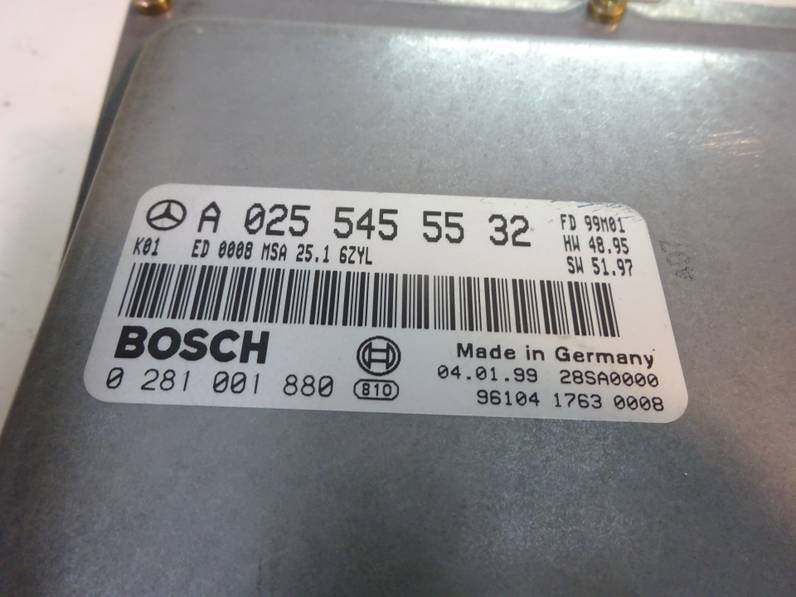 A 025 545 55 32 FD 99M01
K01 ED 0008 MSA 25.1 6ZYL HW 48.95
SW 51.97
BOSCH Made in Germany
0 281 001 880 810 04.01.99 28SA0000
96104 1763 0008
A07